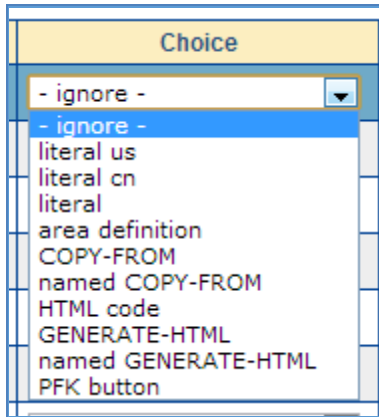 Choice
- ignore -
- ignore -
literal us
literal cn
literal
area definition
COPY-FROM
named COPY-FROM
HTML code
GENERATE-HTML
named GENERATE-HTML
PFK button